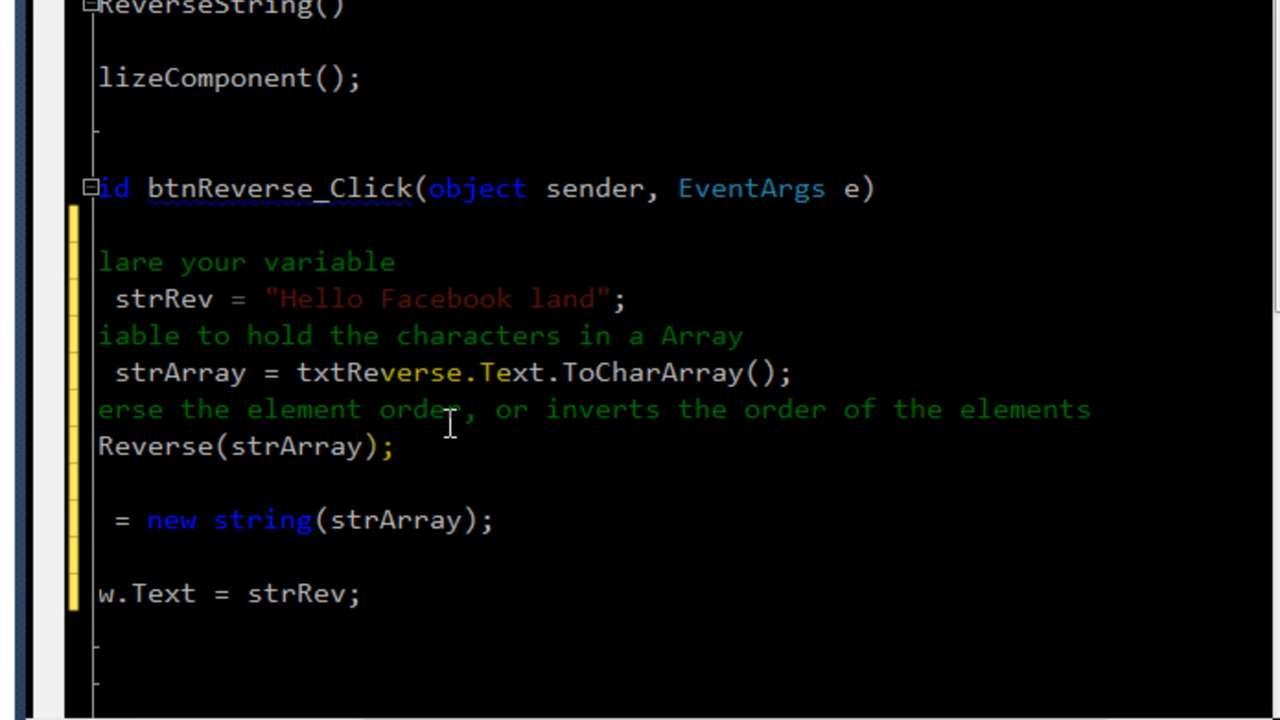 ReverseString()
lizeComponent();
id btnReverse_Click(object sender, EventArgs e)
lare your variable
strRev = "Hello Facebook land";
iable to hold the characters in a Array
strArray = txtReverse.Text.ToCharArray();
erse the element order, or inverts the order of the elements
Reverse(strArray);
= new string(strArray);
w.Text = strRev;